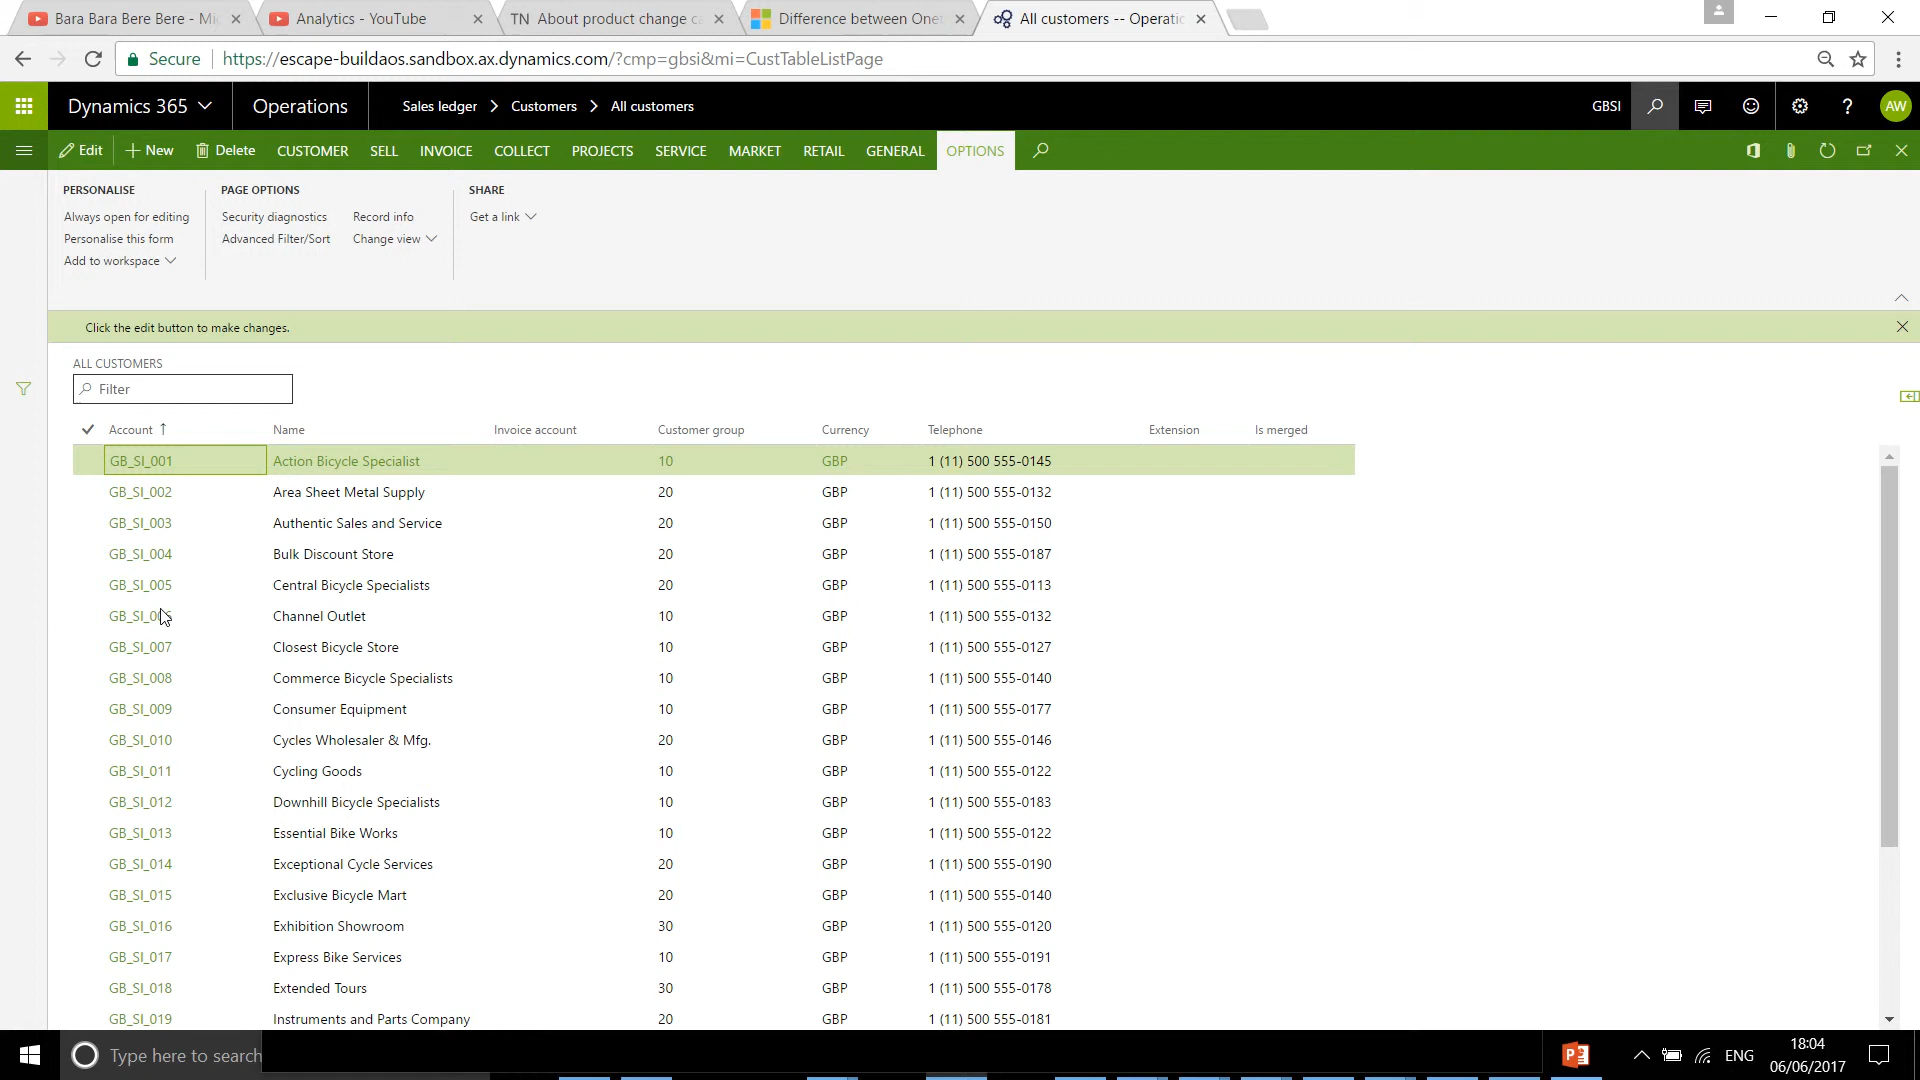 Bara Bara Bere Bere - Mi
Analytics - YouTube
TN About product change ca
Difference between Onet
All customers -- Operatic
Secure https://escape-buildaos.sandbox.ax.dynamics.com/?cmp=gbsi&mi=CustTableListPage
Dynamics 365 Operations Sales ledger > Customers > All customers GBSI AW
Edit New Delete CUSTOMER SELL INVOICE COLLECT PROJECTS SERVICE MARKET RETAIL GENERAL OPTIONS
PERSONALISE PAGE OPTIONS SHARE
Always open for editing Security diagnostics Record info Get a link
Personalise this form Advanced Filter/Sort Change view
Add to workspace
Click the edit button to make changes.
ALL CUSTOMERS
Filter
Account Name Invoice account Customer group Currency Telephone Extension Is merged
GB_SI_001 Action Bicycle Specialist 10 GBP 1 (11) 500 555-0145
GB_SI_002 Area Sheet Metal Supply 20 GBP 1 (11) 500 555-0132
GB_SI_003 Authentic Sales and Service 20 GBP 1 (11) 500 555-0150
GB_SI_004 Bulk Discount Store 20 GBP 1 (11) 500 555-0187
GB_SI_005 Central Bicycle Specialists 20 GBP 1 (11) 500 555-0113
GB_SI_006 Channel Outlet 10 GBP 1 (11) 500 555-0132
GB_SI_007 Closest Bicycle Store 10 GBP 1 (11) 500 555-0127
GB_SI_008 Commerce Bicycle Specialists 10 GBP 1 (11) 500 555-0140
GB_SI_009 Consumer Equipment 10 GBP 1 (11) 500 555-0177
GB_SI_010 Cycles Wholesaler & Mfg. 20 GBP 1 (11) 500 555-0146
GB_SI_011 Cycling Goods 10 GBP 1 (11) 500 555-0122
GB_SI_012 Downhill Bicycle Specialists 10 GBP 1 (11) 500 555-0183
GB_SI_013 Essential Bike Works 10 GBP 1 (11) 500 555-0122
GB_SI_014 Exceptional Cycle Services 20 GBP 1 (11) 500 555-0190
GB_SI_015 Exclusive Bicycle Mart 20 GBP 1 (11) 500 555-0140
GB_SI_016 Exhibition Showroom 30 GBP 1 (11) 500 555-0120
GB_SI_017 Express Bike Services 10 GBP 1 (11) 500 555-0191
GB_SI_018 Extended Tours 30 GBP 1 (11) 500 555-0178
GB_SI_019 Instruments and Parts Company 20 GBP 1 (11) 500 555-0181
Type here to search ENG 18:04
06/06/2017